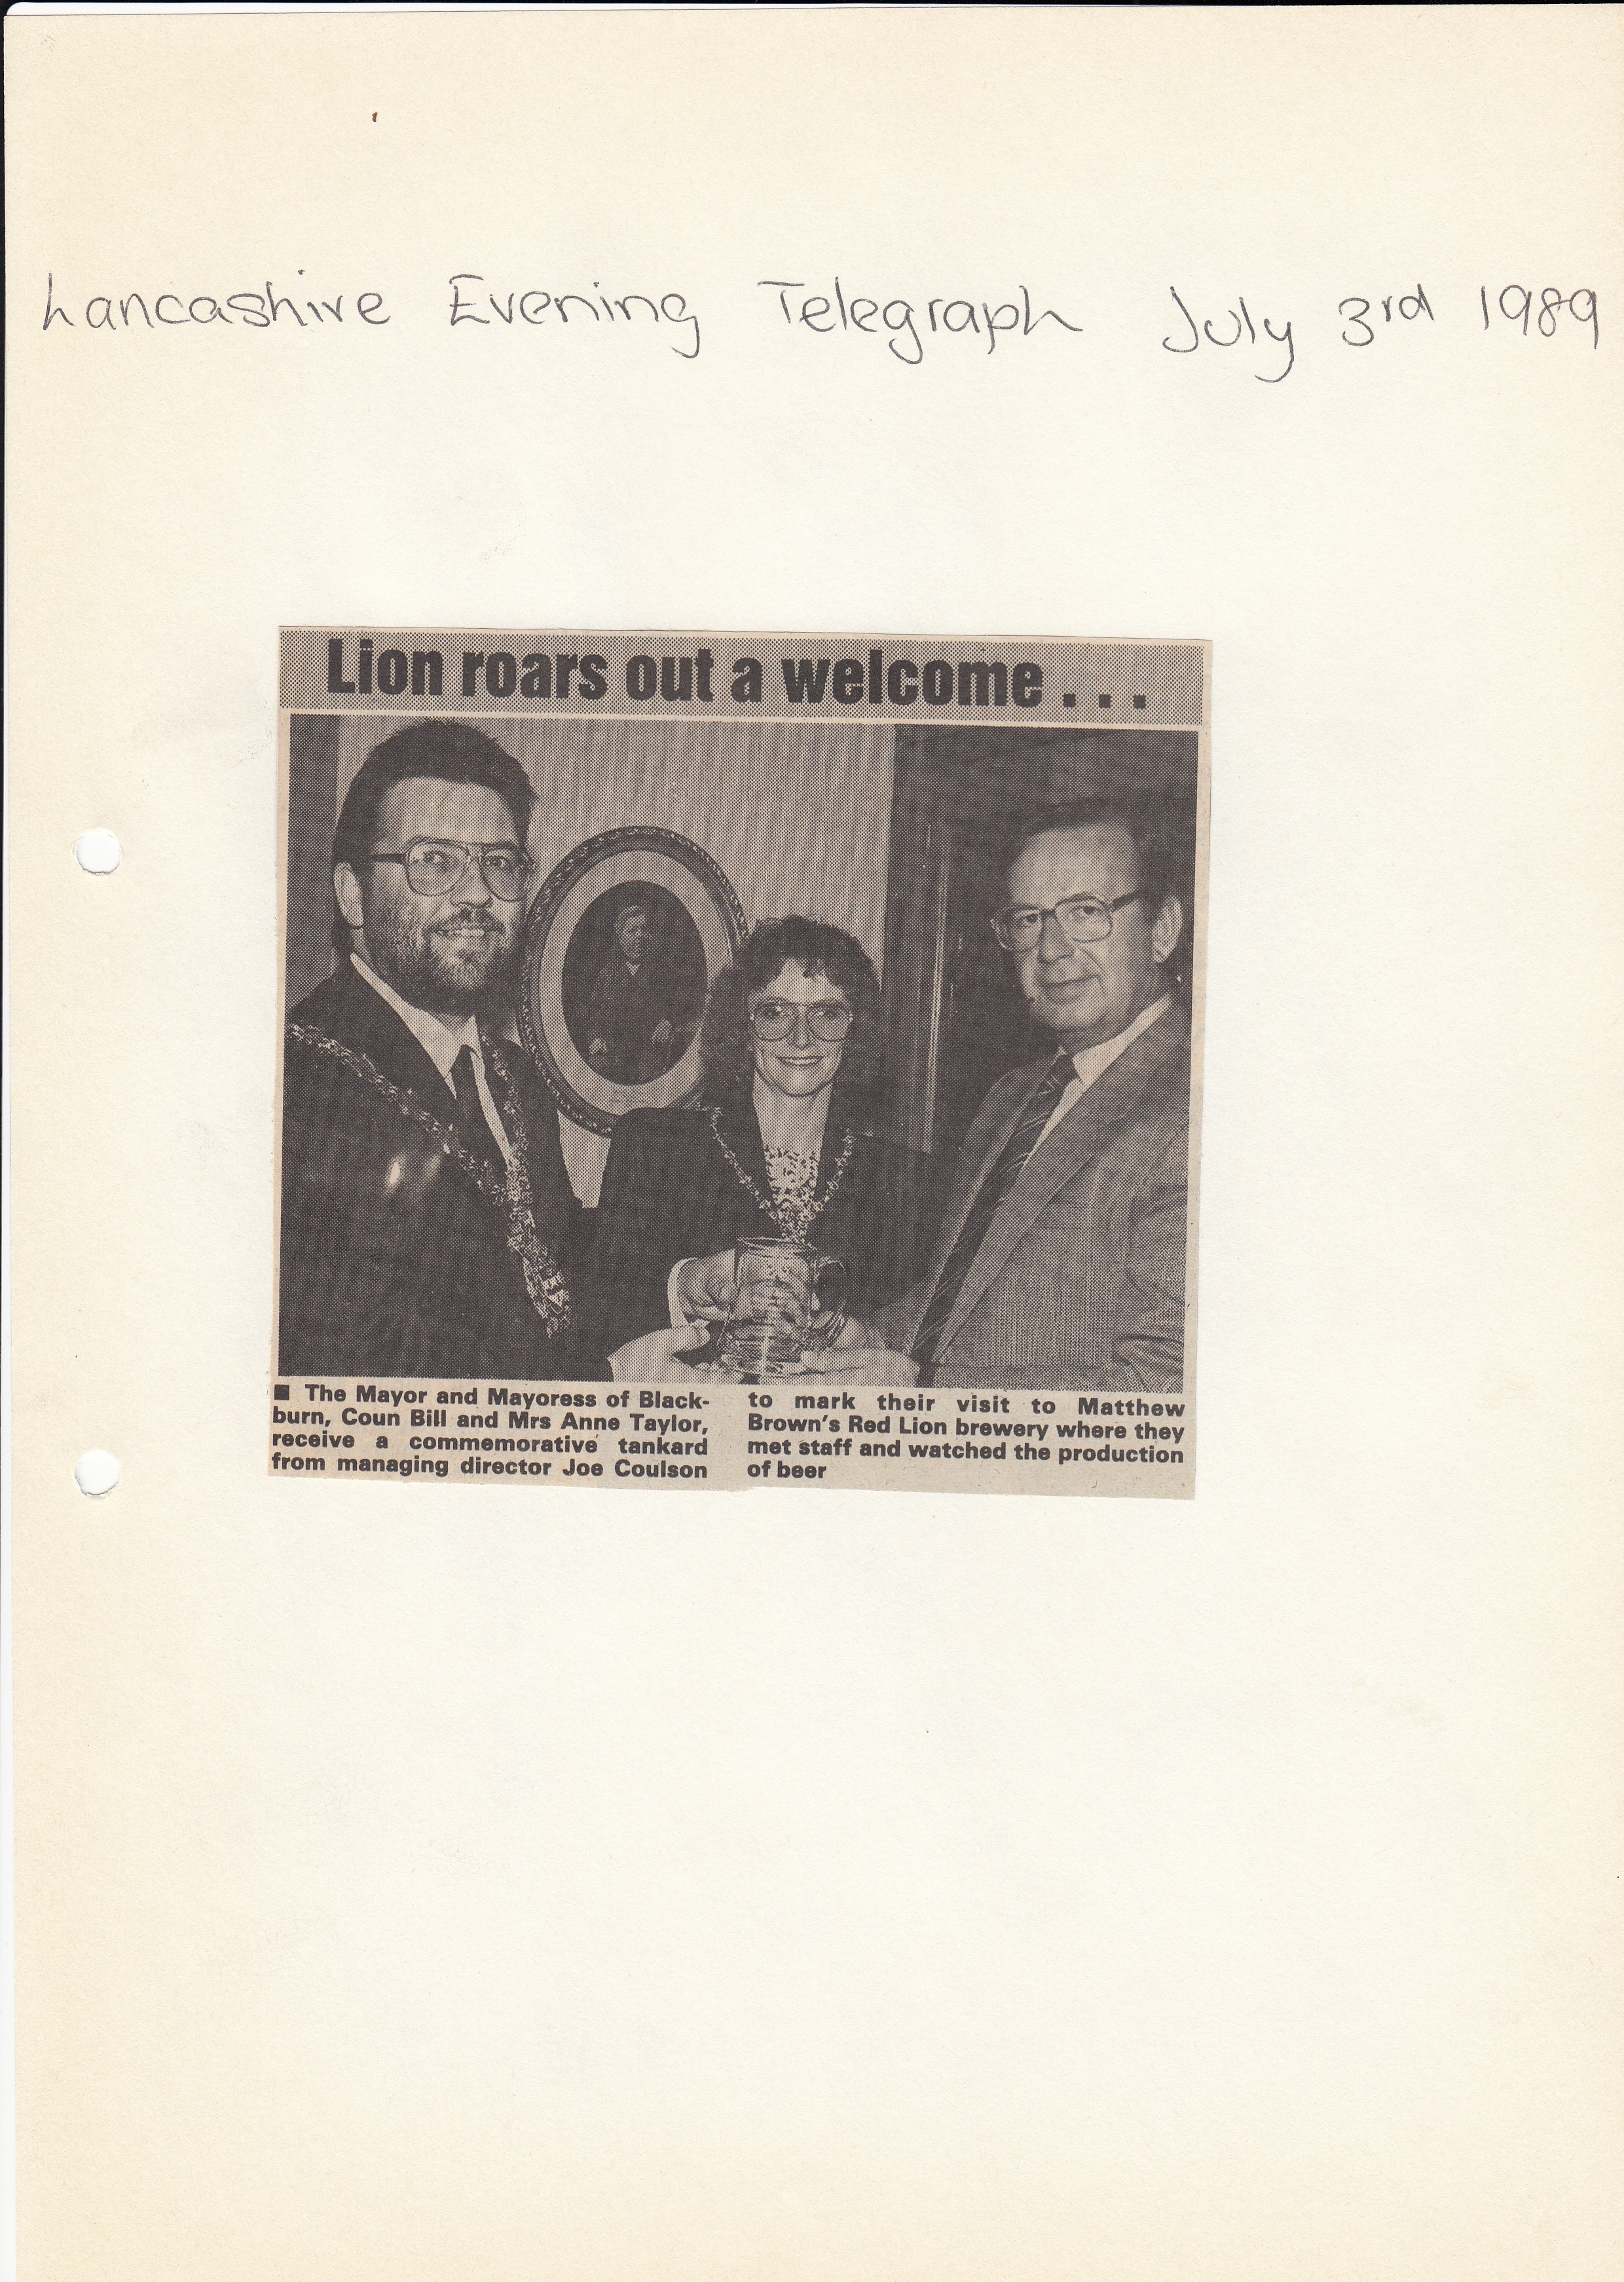 Lancashire Evening Telegraph July 3rd 1989
Lion roars out a welcome . . .
■ The Mayor and Mayoress of Black-
burn, Coun Bill and Mrs Anne Taylor,
receive a commemorative tankard
from managing director Joe Coulson
to mark their visit to Matthew
Brown's Red Lion brewery where they
met staff and watched the production
of beer